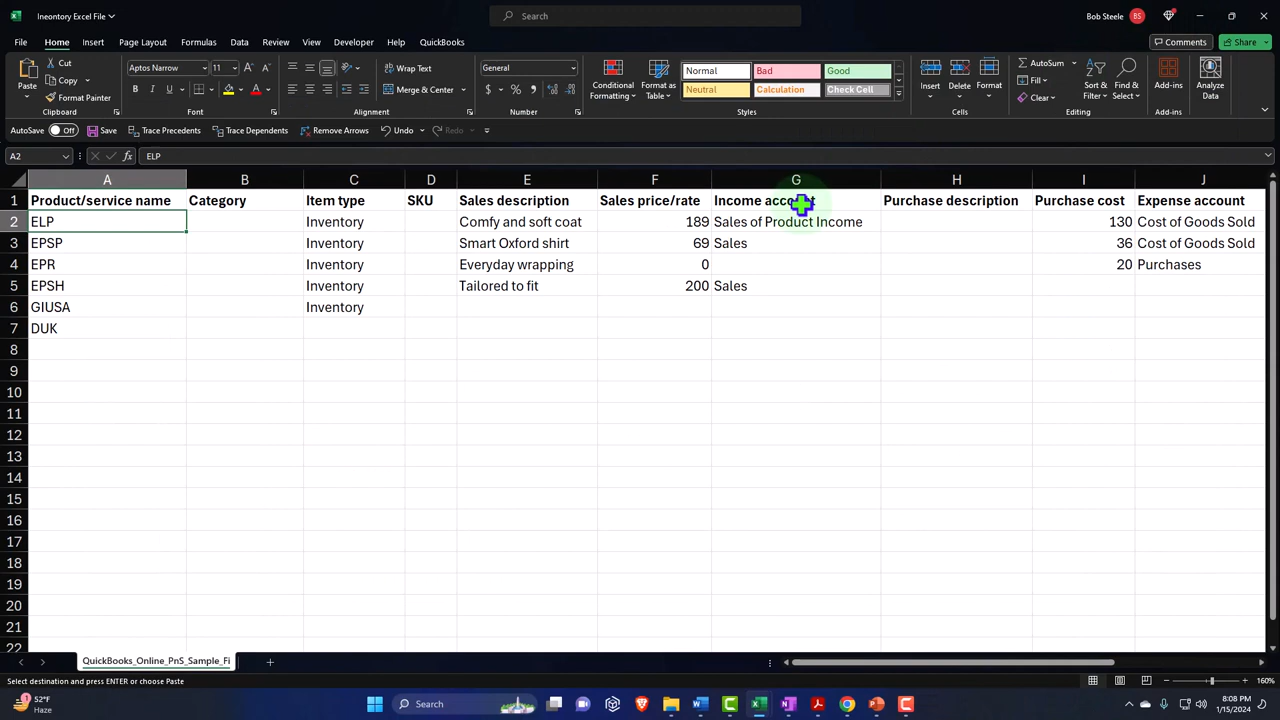 Ineontory Excel File
Search
Bob Steele BS
File Home Insert Page Layout Formulas Data Review View Developer Automate Help QuickBooks
Comments Share
Paste Cut Copy Format Painter
Aptos Narrow 11
Wrap Text
Merge & Center
General
Conditional Formatting Format as Table
Normal Bad Good
Neutral Calculation Check Cell
Insert Delete Format
AutoSum Fill Clear
Sort & Filter Find & Select
Add-ins Analyze Data
Clipboard Font Alignment Number Styles Cells Editing Add-ins
AutoSave Off Save Trace Precedents Trace Dependents Remove Arrows Undo Redo
A2 fx ELP
A B C D E F G H I J
1 Product/service name Category Item type SKU Sales description Sales price/rate Income account Purchase description Purchase cost Expense account
2 ELP Inventory Comfy and soft coat 189 Sales of Product Income 130 Cost of Goods Sold
3 EPSP Inventory Smart Oxford shirt 69 Sales 36 Cost of Goods Sold
4 EPR Inventory Everyday wrapping 0 20 Purchases
5 EPSH Inventory Tailored to fit 200 Sales
6 GIUSA Inventory
7 DUK
8
9
10
11
12
13
14
15
16
17
18
19
20
21
22
QuickBooks_Online_PnS_Sample_Fi
Select destination and press ENTER or choose Paste
160%
1
52°F
Haze
Search
8:08 PM
1/15/2024